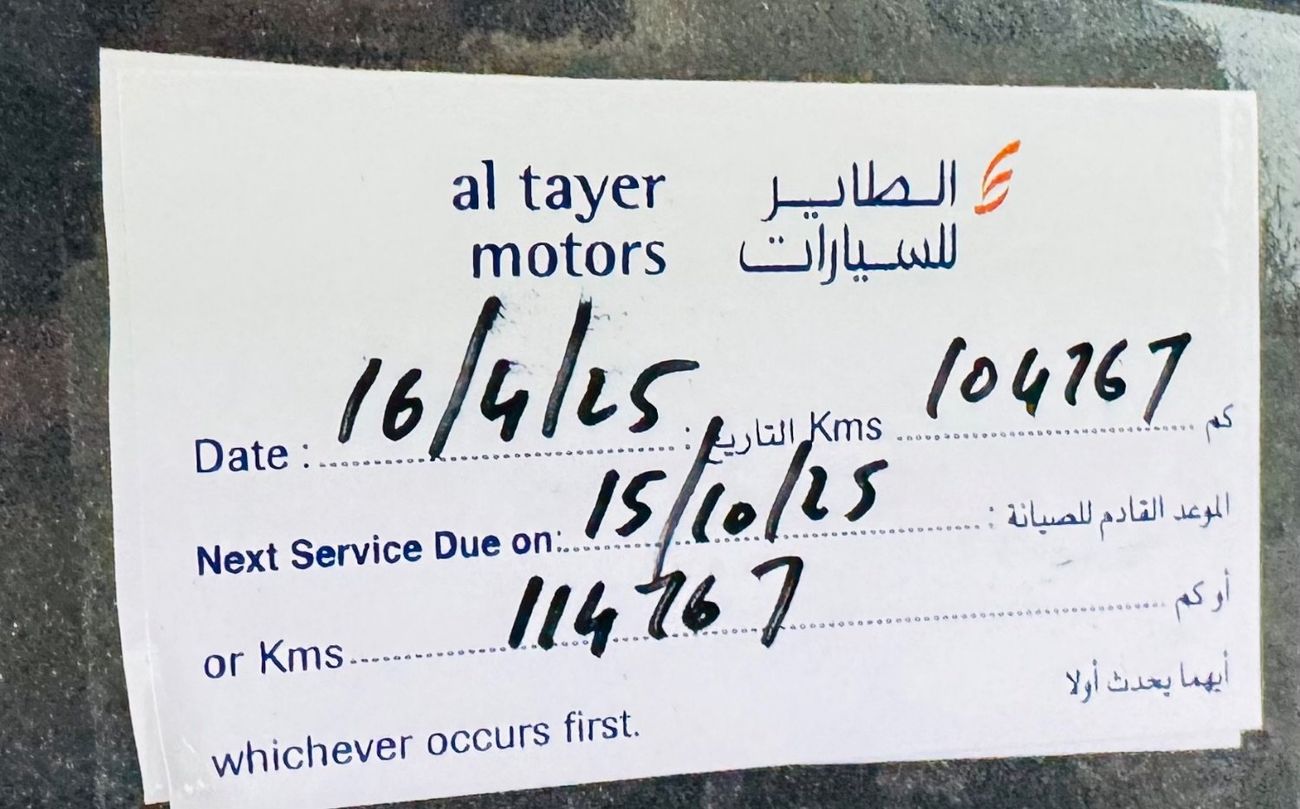 al tayer الطاير
motors للسيارات
Date : 16/4/25 : التاريخ Kms 104767 كم
Next Service Due on: 15/10/25 : الموعد القادم للصيانة
or Kms 114767 أو كم
whichever occurs first. أيهما يحدث أولا